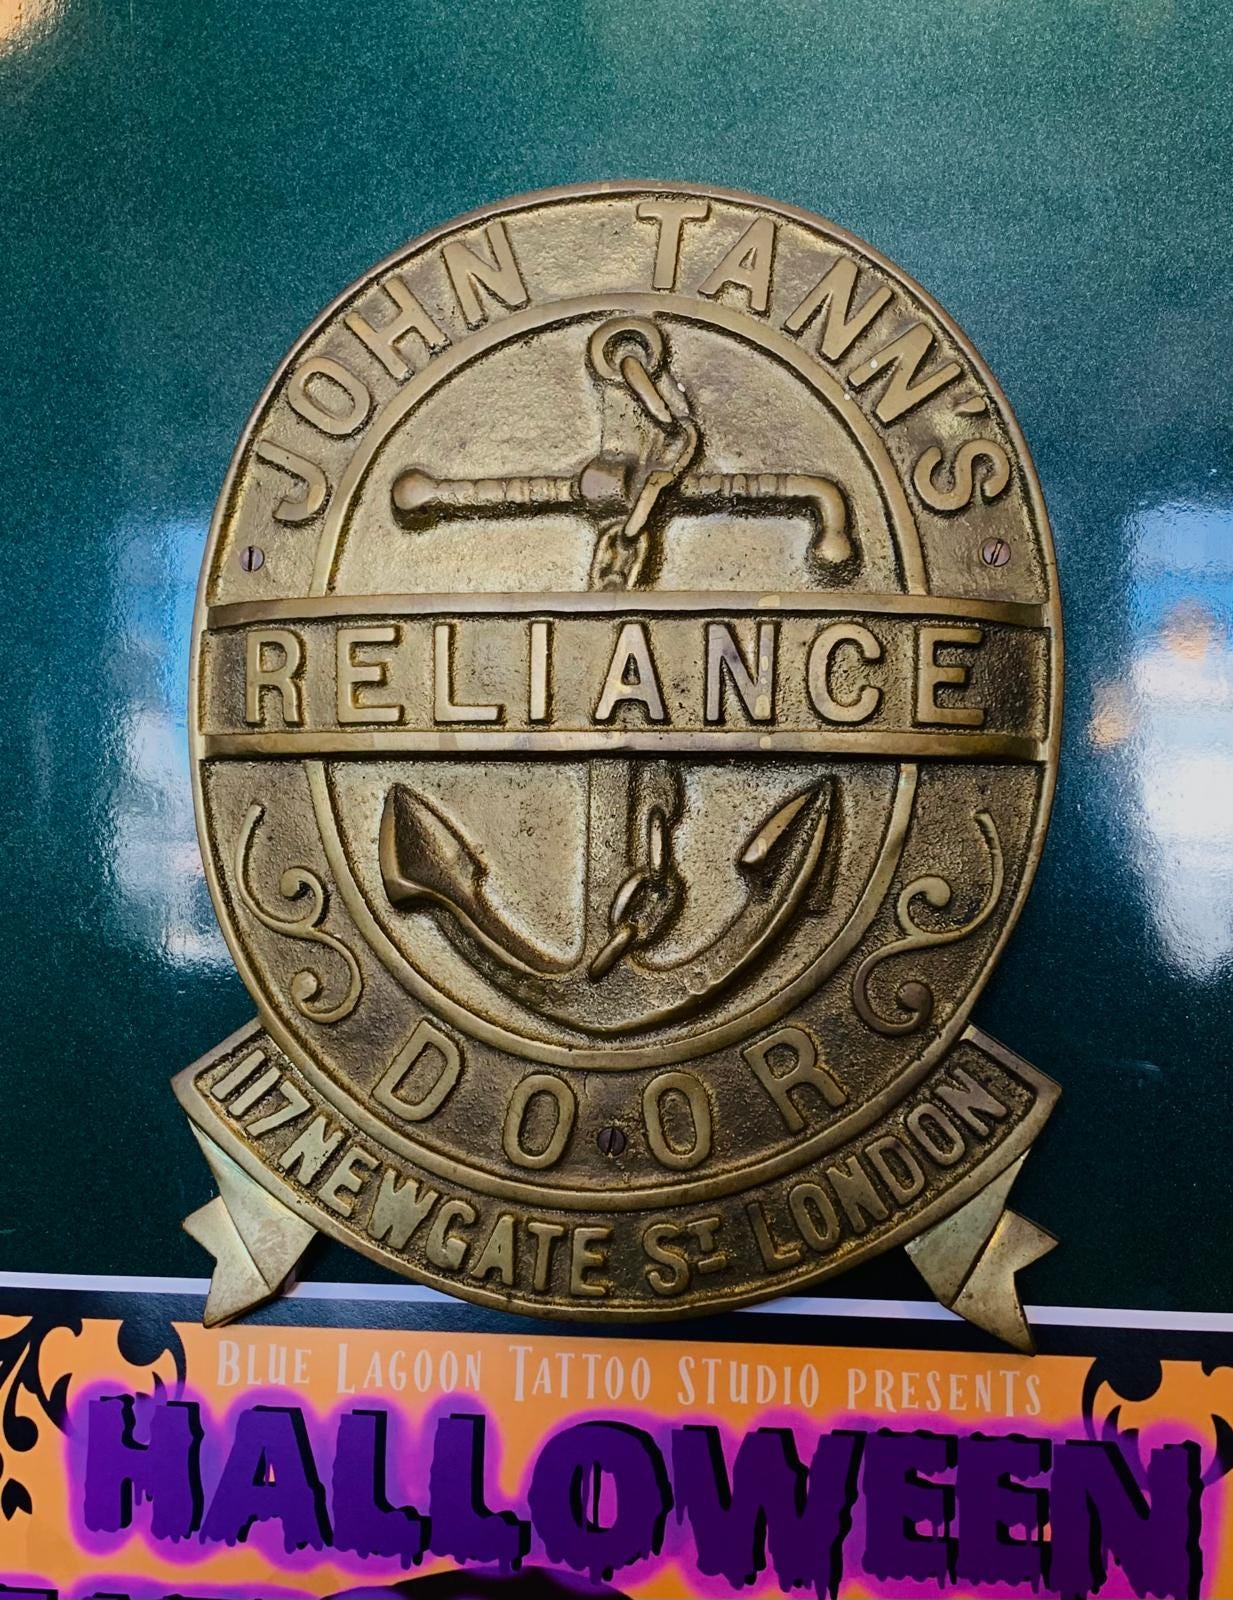 JOHN TANN'S
RELIANCE
DOOR
117 NEWGATE ST LONDON
BLUE LAGOON TATTOO STUDIO PRESENTS
HALLOWEEN